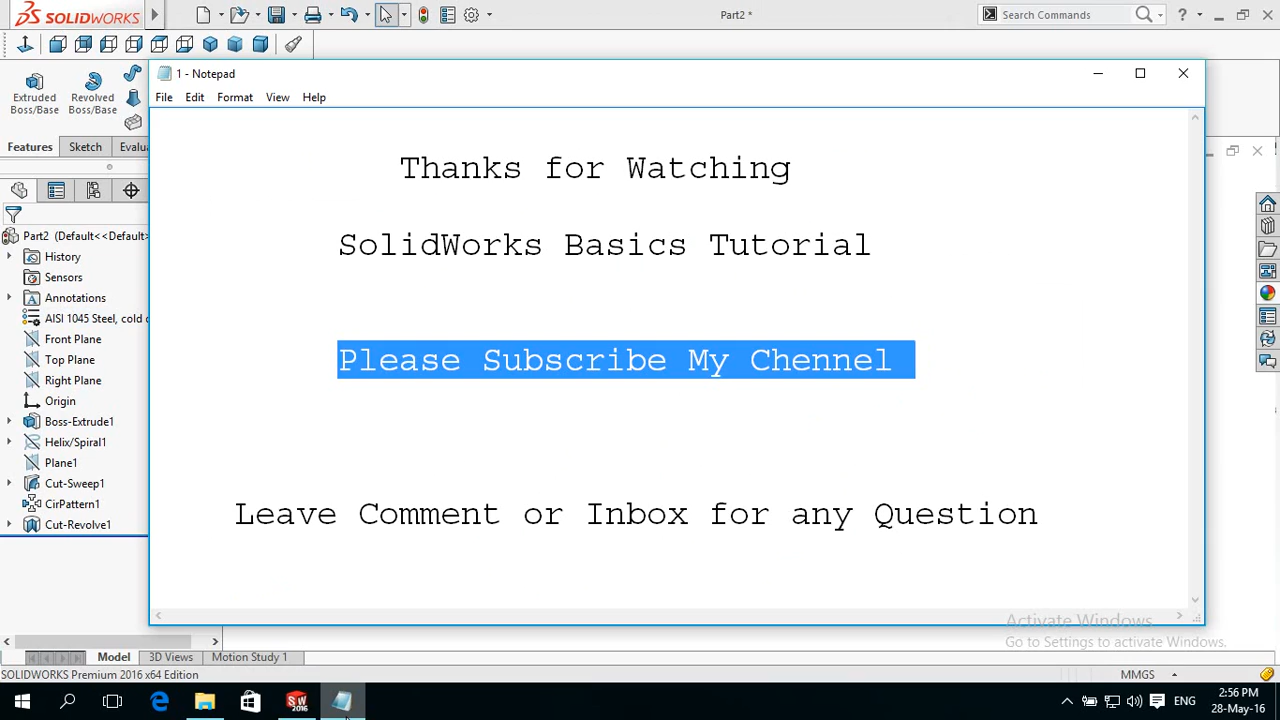 SOLIDWORKS
Part2 *
Search Commands
Extruded Boss/Base
Revolved Boss/Base
Features
Sketch
Evalua
1 - Notepad
File Edit Format View Help
Thanks for Watching
SolidWorks Basics Tutorial
Please Subscribe My Chennel
Leave Comment or Inbox for any Question
Part2 (Default<<Default>
History
Sensors
Annotations
AISI 1045 Steel, cold d
Front Plane
Top Plane
Right Plane
Origin
Boss-Extrude1
Helix/Spiral1
Plane1
Cut-Sweep1
CirPattern1
Cut-Revolve1
Activate Windows
Go to Settings to activate Windows.
Model 3D Views Motion Study 1
SOLIDWORKS Premium 2016 x64 Edition
MMGS
SW 2016
ENG
2:56 PM
28-May-16